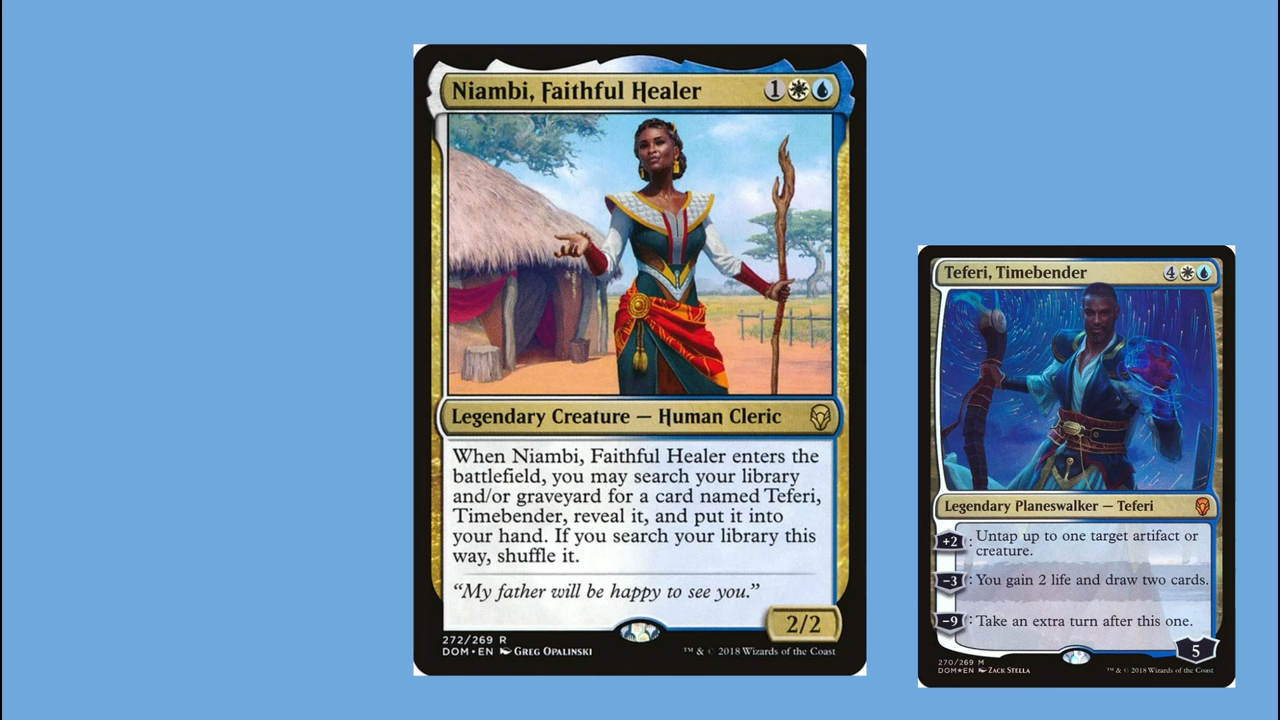 Niambi, Faithful Healer 1
Legendary Creature — Human Cleric
When Niambi, Faithful Healer enters the
battlefield, you may search your library
and/or graveyard for a card named Teferi,
Timebender, reveal it, and put it into
your hand. If you search your library this
way, shuffle it.
“My father will be happy to see you.”
2/2
272/269 R
DOM • EN Greg Opalinski
™ & © 2018 Wizards of the Coast
Teferi, Timebender 4
Legendary Planeswalker — Teferi
+2: Untap up to one target artifact or
creature.
−3: You gain 2 life and draw two cards.
−9: Take an extra turn after this one.
5
270/269 M
DOM★EN Zack Stella
™ & © 2018 Wizards of the Coast